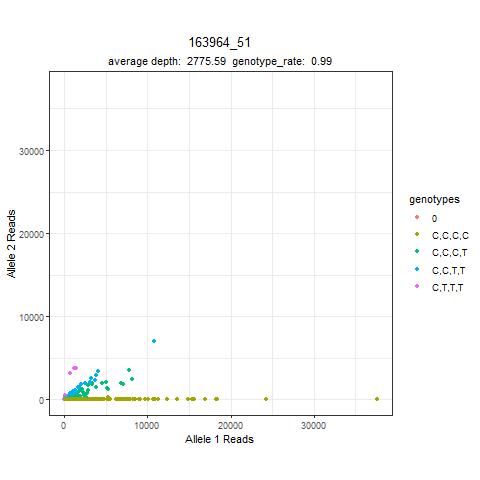 163964_51
average depth:  2775.59  genotype_rate:  0.99
Allele 2 Reads
30000
20000
10000
0
0
10000
20000
30000
Allele 1 Reads
genotypes
0
C,C,C,C
C,C,C,T
C,C,T,T
C,T,T,T